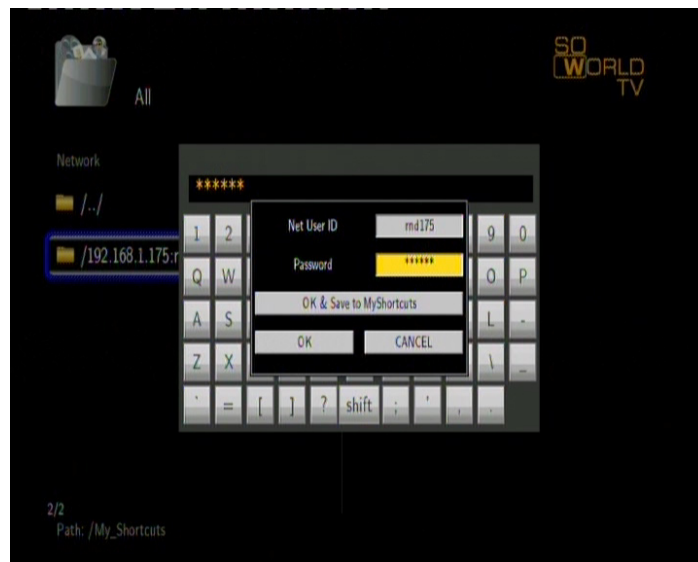 SO
WORLD
TV
All
Network
/../
/192.168.1.175:r
******
Net User ID
rnd175
Password
******
OK & Save to MyShortcuts
OK
CANCEL
1 2 9 0
Q W O P
A S L -
Z X \ _
` = [ ] ? shift ; ' , .
2/2
Path: /My_Shortcuts